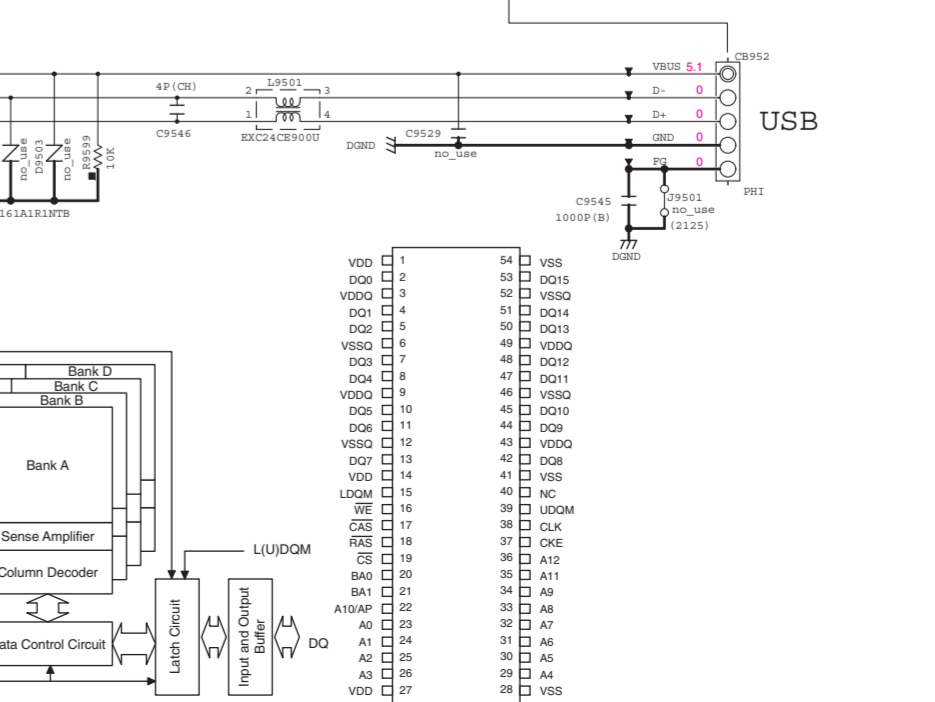 CB952
VBUS 5.1
D- 0
D+ 0
GND 0
FG 0
USB
PHI
4P(CH)
C9546
L9501
2 3
1 4
EXC24CE900U
C9529
no_use
DGND
no_use
D9503
no_use
R9599
10K
161A1R1NTB
C9545
1000P(B)
J9501
no_use
(2125)
DGND
VDD 1 54 VSS
DQ0 2 53 DQ15
VDDQ 3 52 VSSQ
DQ1 4 51 DQ14
DQ2 5 50 DQ13
VSSQ 6 49 VDDQ
DQ3 7 48 DQ12
DQ4 8 47 DQ11
VDDQ 9 46 VSSQ
DQ5 10 45 DQ10
DQ6 11 44 DQ9
VSSQ 12 43 VDDQ
DQ7 13 42 DQ8
VDD 14 41 VSS
LDQM 15 40 NC
WE 16 39 UDQM
CAS 17 38 CLK
RAS 18 37 CKE
CS 19 36 A12
BA0 20 35 A11
BA1 21 34 A9
A10/AP 22 33 A8
A0 23 32 A7
A1 24 31 A6
A2 25 30 A5
A3 26 29 A4
VDD 27 28 VSS
Bank D
Bank C
Bank B
Bank A
Sense Amplifier
Column Decoder
ata Control Circuit
L(U)DQM
Latch Circuit
Input and Output
Buffer
DQ